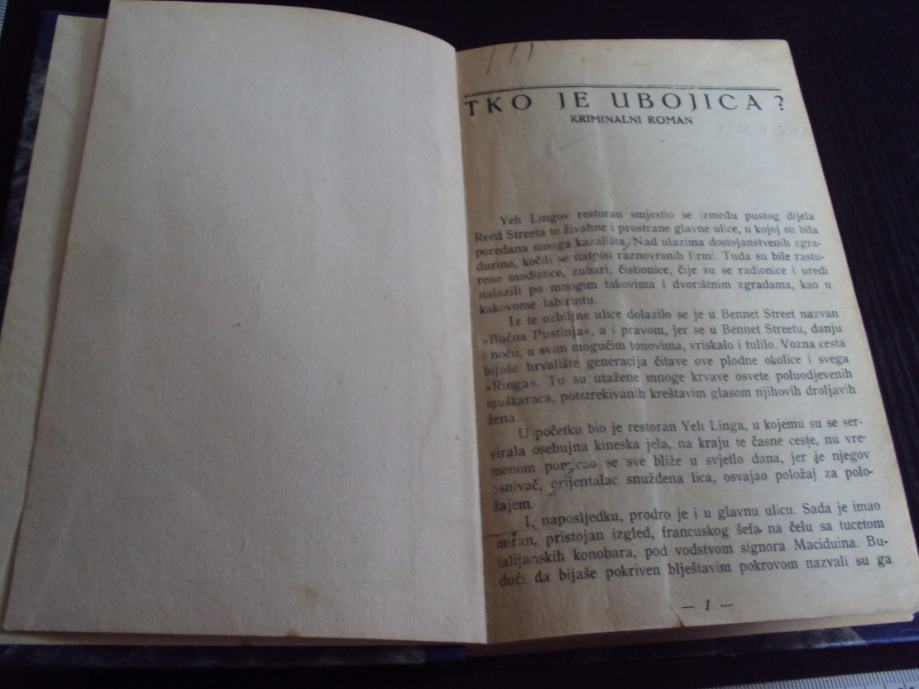 TKO JE UBOJICA?
KRIMINALNI ROMAN
Yeh Lingov restoran smjestio se između pustog dijela
Reed Streeta te živahne i prostrane glavne ulice, u kojoj su bila
poredana mnoga kazališta. Nad ulazima dostojanstvenih zgra-
durina, kočili se natpisi raznovrsnih firmi. Tuda su bile rastu-
rene modistice, zubari, čistionice, čije su se radionice i uredi
nalazili po mnogim takovima i dvorištnim zgradama, kao u
kakovome labirintu.
Iz te ozbiljne ulice dolazilo se je u Bennet Street nazvan
»Bučna Pustinja«, a i pravom, jer se u Bennet Streetu, danju
i noću, u svim mogućim tonovima, vriskalo i tulilo. Vozna cesta
bijaše hrvalište generacija čitave ove plodne okolice i svega
»Ringa«. Tu su utažene mnoge krvave osvete poluodjevenih
muškaraca, potstrekivanih kreštavim glasom njihovih droljavih
žena
U početku bio je restoran Yeh Linga, u kojemu su se ser-
virala osebujna kineska jela, na kraju te časne ceste, nu vre-
menom pomicao se sve bliže u svjetlo dana, jer je njegov
osnivač, orijentalac snuždena lica, osvajao položaj za polo-
žajem.
I, naposljedku, prodro je i u glavnu ulicu. Sada je imao
miran, pristojan izgled, francuskog šefa na čelu sa tucetom
talijanskih konobara, pod vodstvom signora Maciduina. Bu-
dući da bijaše pokriven blještavim pokrovom nazvali su ga
— 1 —